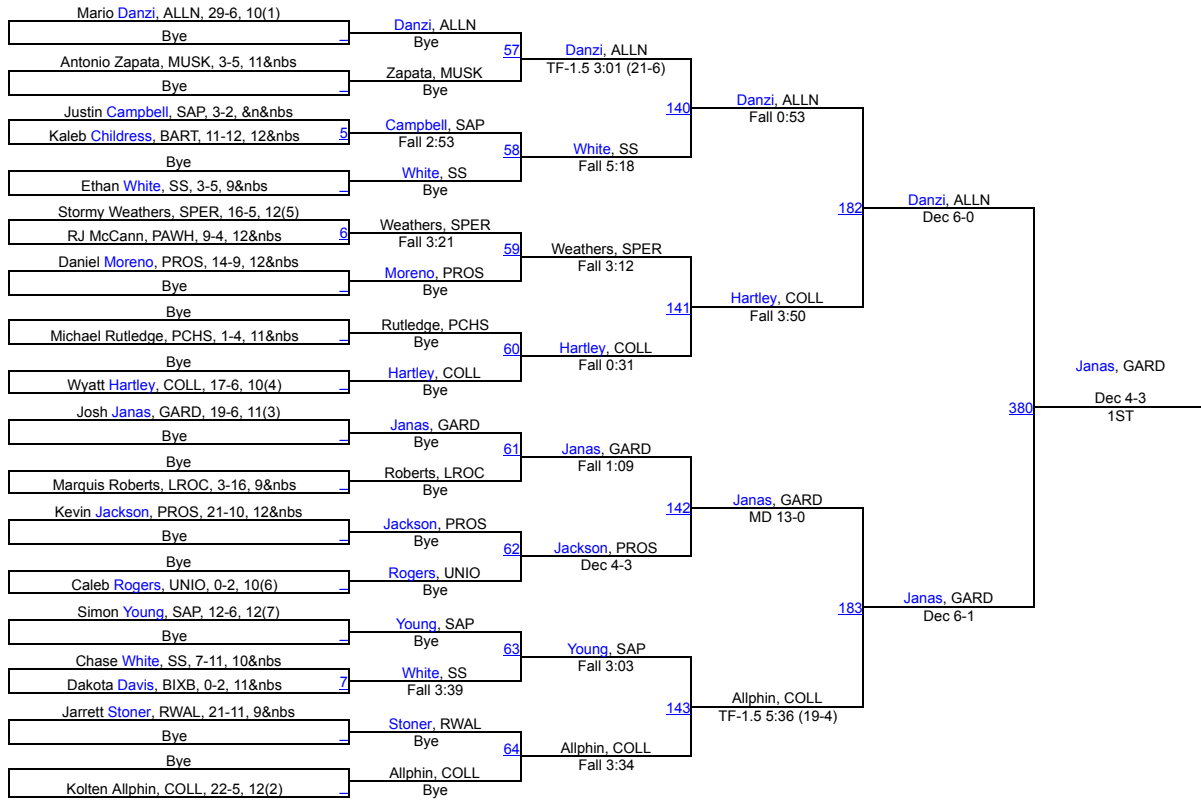 Mario Danzi, ALLN, 29-6, 10(1)
Bye
Antonio Zapata, MUSK, 3-5, 11&nbs
Bye
Justin Campbell, SAP, 3-2, &n&nbs
Kaleb Childress, BART, 11-12, 12&nbs
5
Bye
Ethan White, SS, 3-5, 9&nbs
Stormy Weathers, SPER, 16-5, 12(5)
RJ McCann, PAWH, 9-4, 12&nbs
6
Daniel Moreno, PROS, 14-9, 12&nbs
Bye
Bye
Michael Rutledge, PCHS, 1-4, 11&nbs
Bye
Wyatt Hartley, COLL, 17-6, 10(4)
Josh Janas, GARD, 19-6, 11(3)
Bye
Bye
Marquis Roberts, LROC, 3-16, 9&nbs
Kevin Jackson, PROS, 21-10, 12&nbs
Bye
Bye
Caleb Rogers, UNIO, 0-2, 10(6)
Simon Young, SAP, 12-6, 12(7)
Bye
Chase White, SS, 7-11, 10&nbs
Dakota Davis, BIXB, 0-2, 11&nbs
7
Jarrett Stoner, RWAL, 21-11, 9&nbs
Bye
Bye
Kolten Allphin, COLL, 22-5, 12(2)
Danzi, ALLN
Bye
57
Zapata, MUSK
Bye
Campbell, SAP
Fall 2:53
58
White, SS
Bye
Weathers, SPER
Fall 3:21
59
Moreno, PROS
Bye
Rutledge, PCHS
Bye
60
Hartley, COLL
Bye
Janas, GARD
Bye
61
Roberts, LROC
Bye
Jackson, PROS
Bye
62
Rogers, UNIO
Bye
Young, SAP
Bye
63
White, SS
Fall 3:39
Stoner, RWAL
Bye
64
Allphin, COLL
Bye
Danzi, ALLN
TF-1.5 3:01 (21-6)
140
White, SS
Fall 5:18
Weathers, SPER
Fall 3:12
141
Hartley, COLL
Fall 0:31
Janas, GARD
Fall 1:09
142
Jackson, PROS
Dec 4-3
Young, SAP
Fall 3:03
143
Allphin, COLL
Fall 3:34
Danzi, ALLN
Fall 0:53
182
Hartley, COLL
Fall 3:50
Janas, GARD
MD 13-0
183
Allphin, COLL
TF-1.5 5:36 (19-4)
Danzi, ALLN
Dec 6-0
380
Janas, GARD
Dec 6-1
Janas, GARD
Dec 4-3
1ST